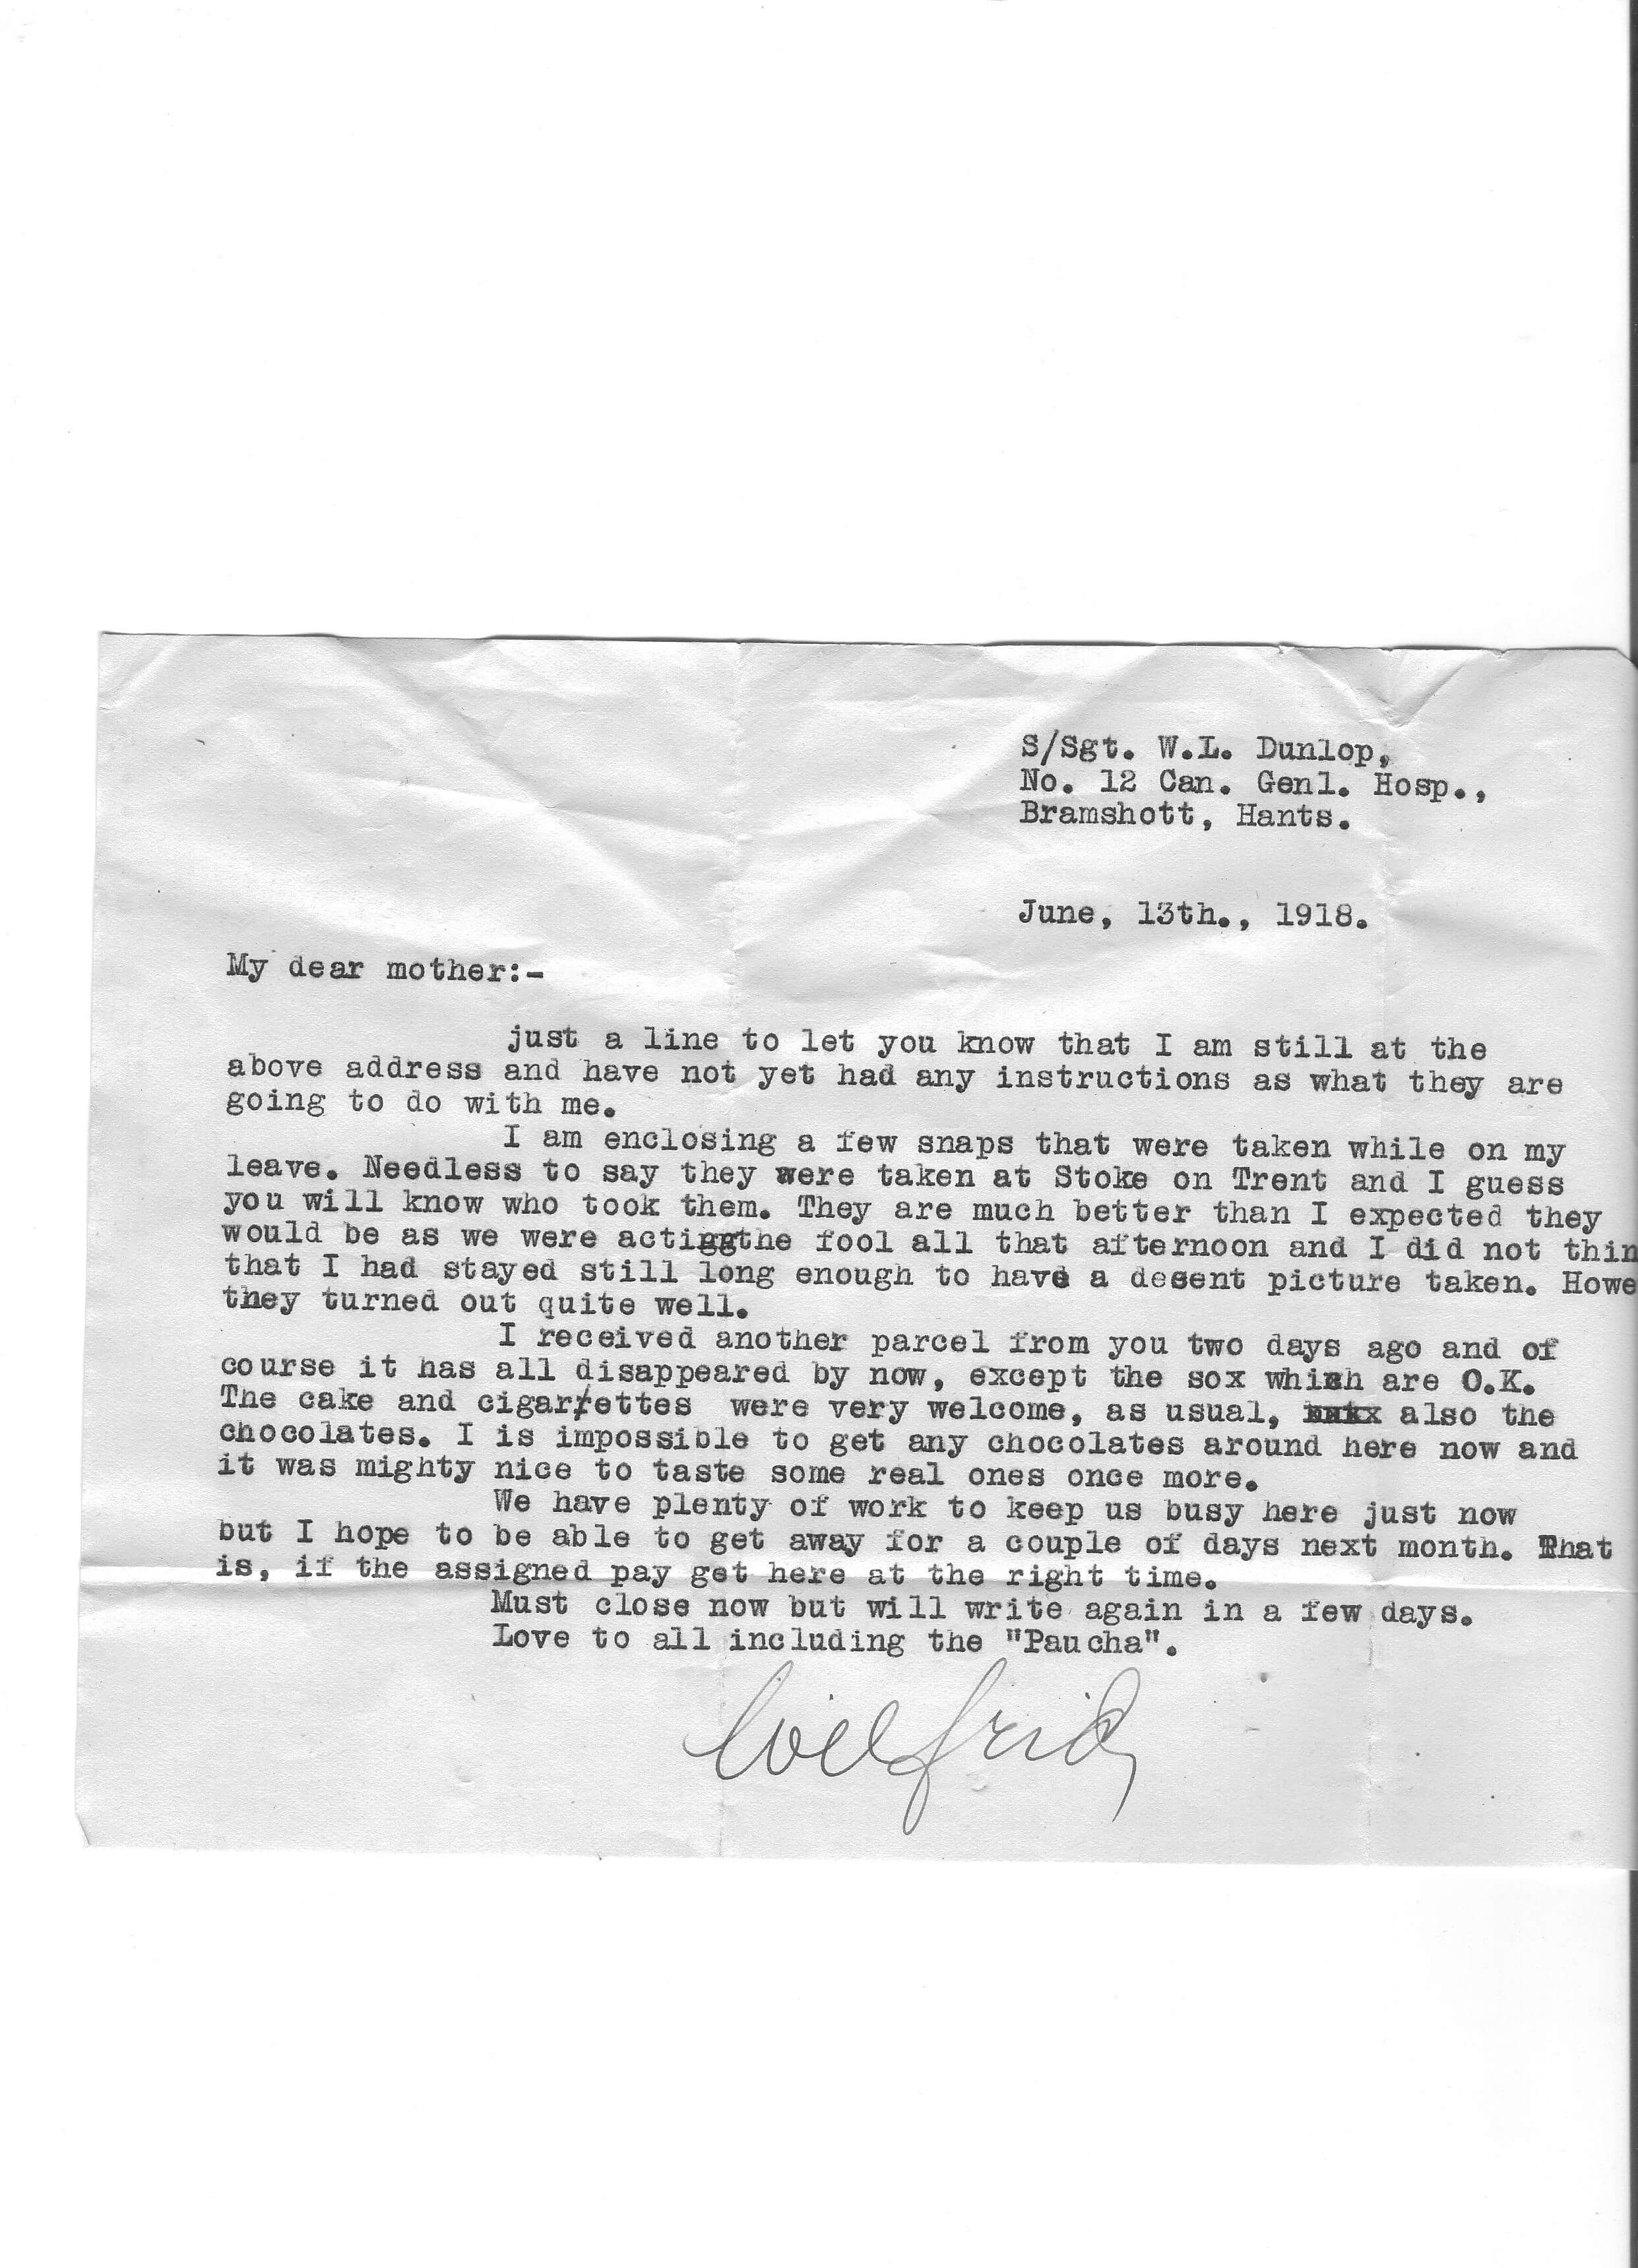 S/Sgt. W.L. Dunlop,
No. 12 Can. Genl. Hosp.,
Bramshott, Hants.
June, 13th., 1918.
My dear mother:-
just a line to let you know that I am still at the
above address and have not yet had any instructions as what they are
going to do with me.
I am enclosing a few snaps that were taken while on my
leave. Needless to say they were taken at Stoke on Trent and I guess
you will know who took them. They are much better than I expected they
would be as we were actinggthe fool all that afternoon and I did not thin
that I had stayed still long enough to have a desent picture taken. Howe
they turned out quite well.
I received another parcel from you two days ago and of
course it has all disappeared by now, except the sox which are O.K.
The cake and cigar/ettes were very welcome, as usual, also the
chocolates. I is impossible to get any chocolates around here now and
it was mighty nice to taste some real ones once more.
We have plenty of work to keep us busy here just now
but I hope to be able to get away for a couple of days next month. That
is, if the assigned pay get here at the right time.
Must close now but will write again in a few days.
Love to all including the "Paucha".
Wilfrid